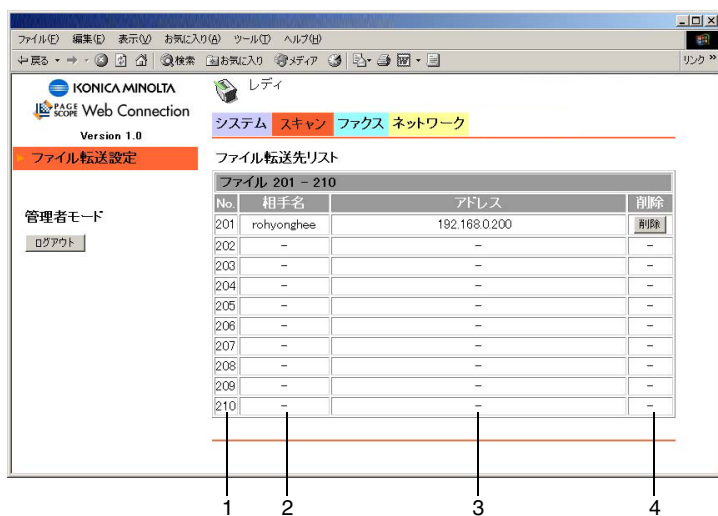 ファイル(F) 編集(E) 表示(V) お気に入り(A) ツール(T) ヘルプ(H)
戻る 検索 お気に入り メディア リンク »
KONICA MINOLTA
PAGE SCOPE Web Connection
Version 1.0
ファイル転送設定
管理者モード
ログアウト
レディ
システム スキャン ファクス ネットワーク
ファイル転送先リスト
ファイル 201 - 210
No. 相手名 アドレス 削除
201 rohyonghee 192.168.0.200 削除
202 - - -
203 - - -
204 - - -
205 - - -
206 - - -
207 - - -
208 - - -
209 - - -
210 - - -
1 2 3 4